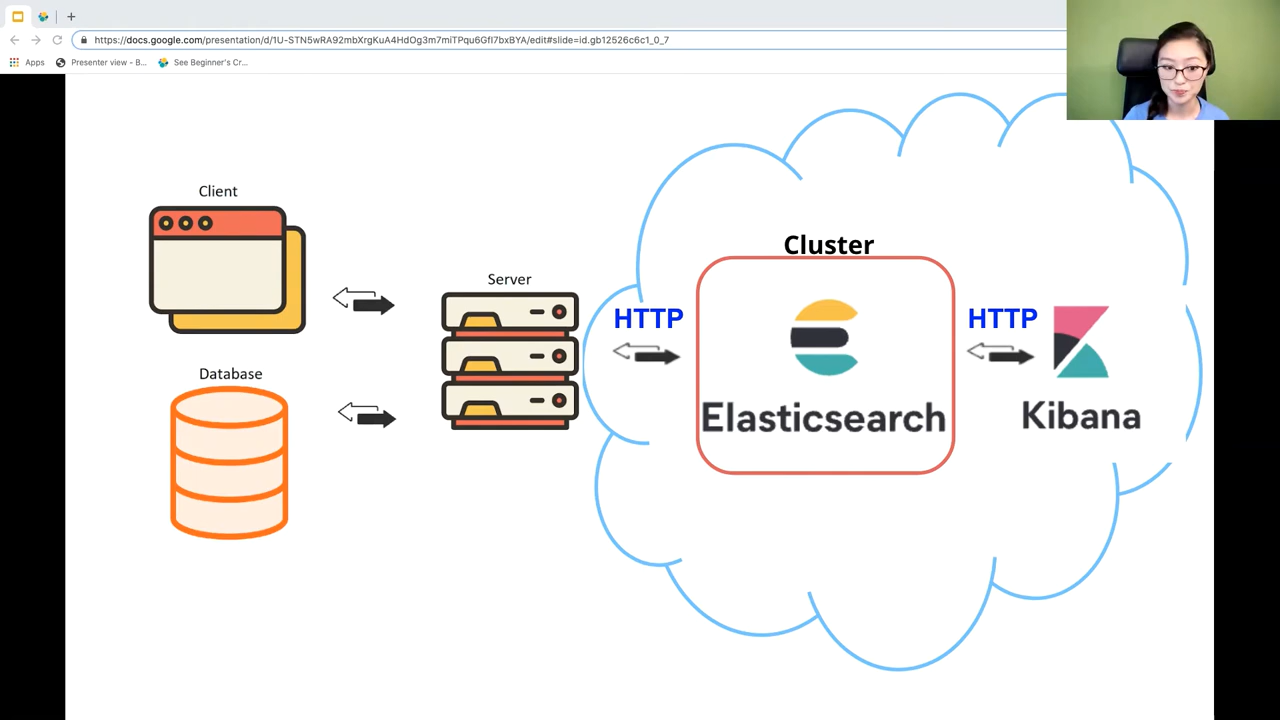 https://docs.google.com/presentation/d/1U-STN5wRA92mbXrgKuA4HdOg3m7miTPqu6GfI7bxBYA/edit#slide=id.gb12526c6c1_0_7
Apps
Presenter view - B...
See Beginner's Cr...
Client
Cluster
Server
HTTP
HTTP
Database
Elasticsearch
Kibana